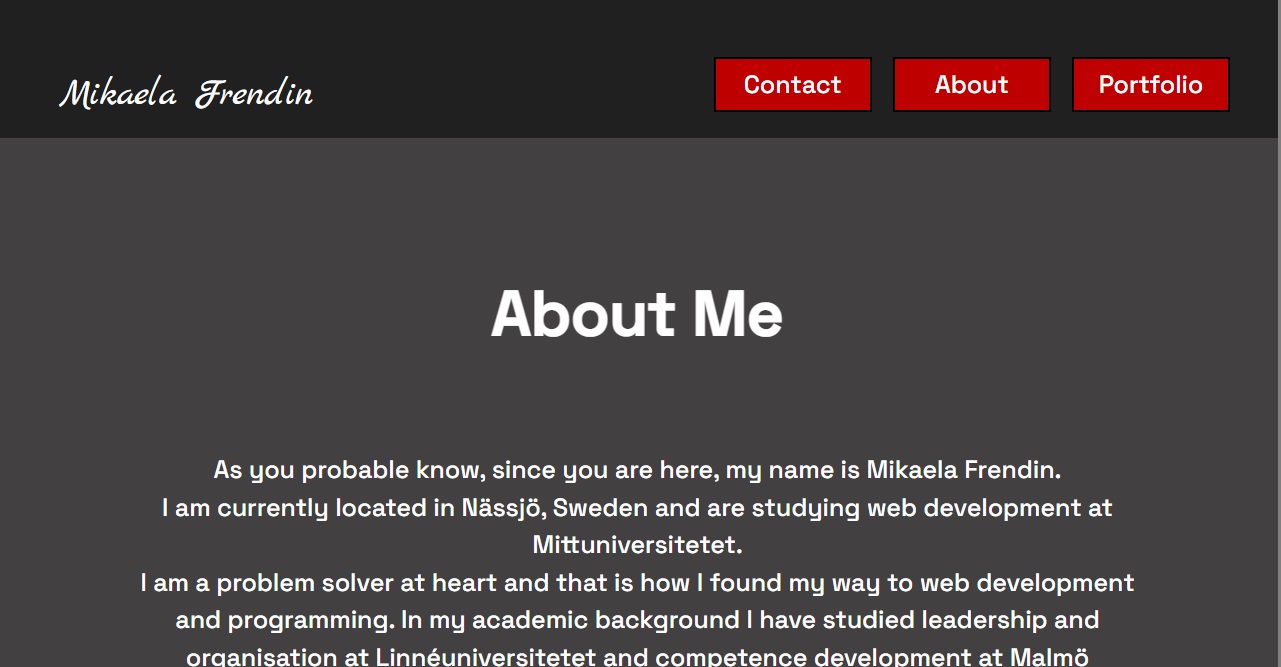 Mikaela Frendin
Contact
About
Portfolio
About Me
As you probable know, since you are here, my name is Mikaela Frendin.
I am currently located in Nässjö, Sweden and are studying web development at
Mittuniversitetet.
I am a problem solver at heart and that is how I found my way to web development
and programming. In my academic background I have studied leadership and
organisation at Linnéuniversitetet and competence development at Malmö